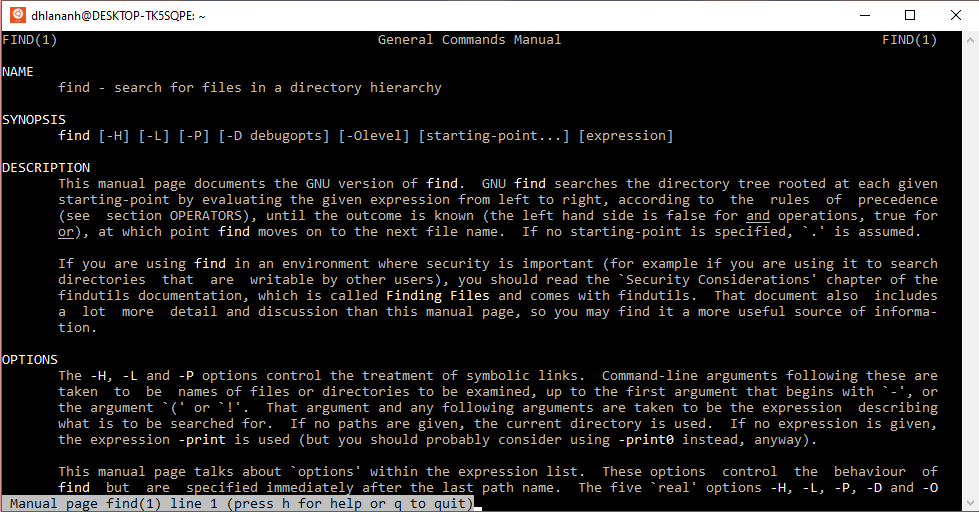 dhlananh@DESKTOP-TK5SQPE: ~
FIND(1) General Commands Manual FIND(1)
NAME
find - search for files in a directory hierarchy
SYNOPSIS
find [-H] [-L] [-P] [-D debugopts] [-Olevel] [starting-point...] [expression]
DESCRIPTION
This manual page documents the GNU version of find. GNU find searches the directory tree rooted at each given
starting-point by evaluating the given expression from left to right, according to the rules of precedence
(see section OPERATORS), until the outcome is known (the left hand side is false for and operations, true for
or), at which point find moves on to the next file name. If no starting-point is specified, `.' is assumed.
If you are using find in an environment where security is important (for example if you are using it to search
directories that are writable by other users), you should read the `Security Considerations' chapter of the
findutils documentation, which is called Finding Files and comes with findutils. That document also includes
a lot more detail and discussion than this manual page, so you may find it a more useful source of informa-
tion.
OPTIONS
The -H, -L and -P options control the treatment of symbolic links. Command-line arguments following these are
taken to be names of files or directories to be examined, up to the first argument that begins with `-', or
the argument `(' or `!'. That argument and any following arguments are taken to be the expression describing
what is to be searched for. If no paths are given, the current directory is used. If no expression is given,
the expression -print is used (but you should probably consider using -print0 instead, anyway).
This manual page talks about `options' within the expression list. These options control the behaviour of
find but are specified immediately after the last path name. The five `real' options -H, -L, -P, -D and -O
Manual page find(1) line 1 (press h for help or q to quit)